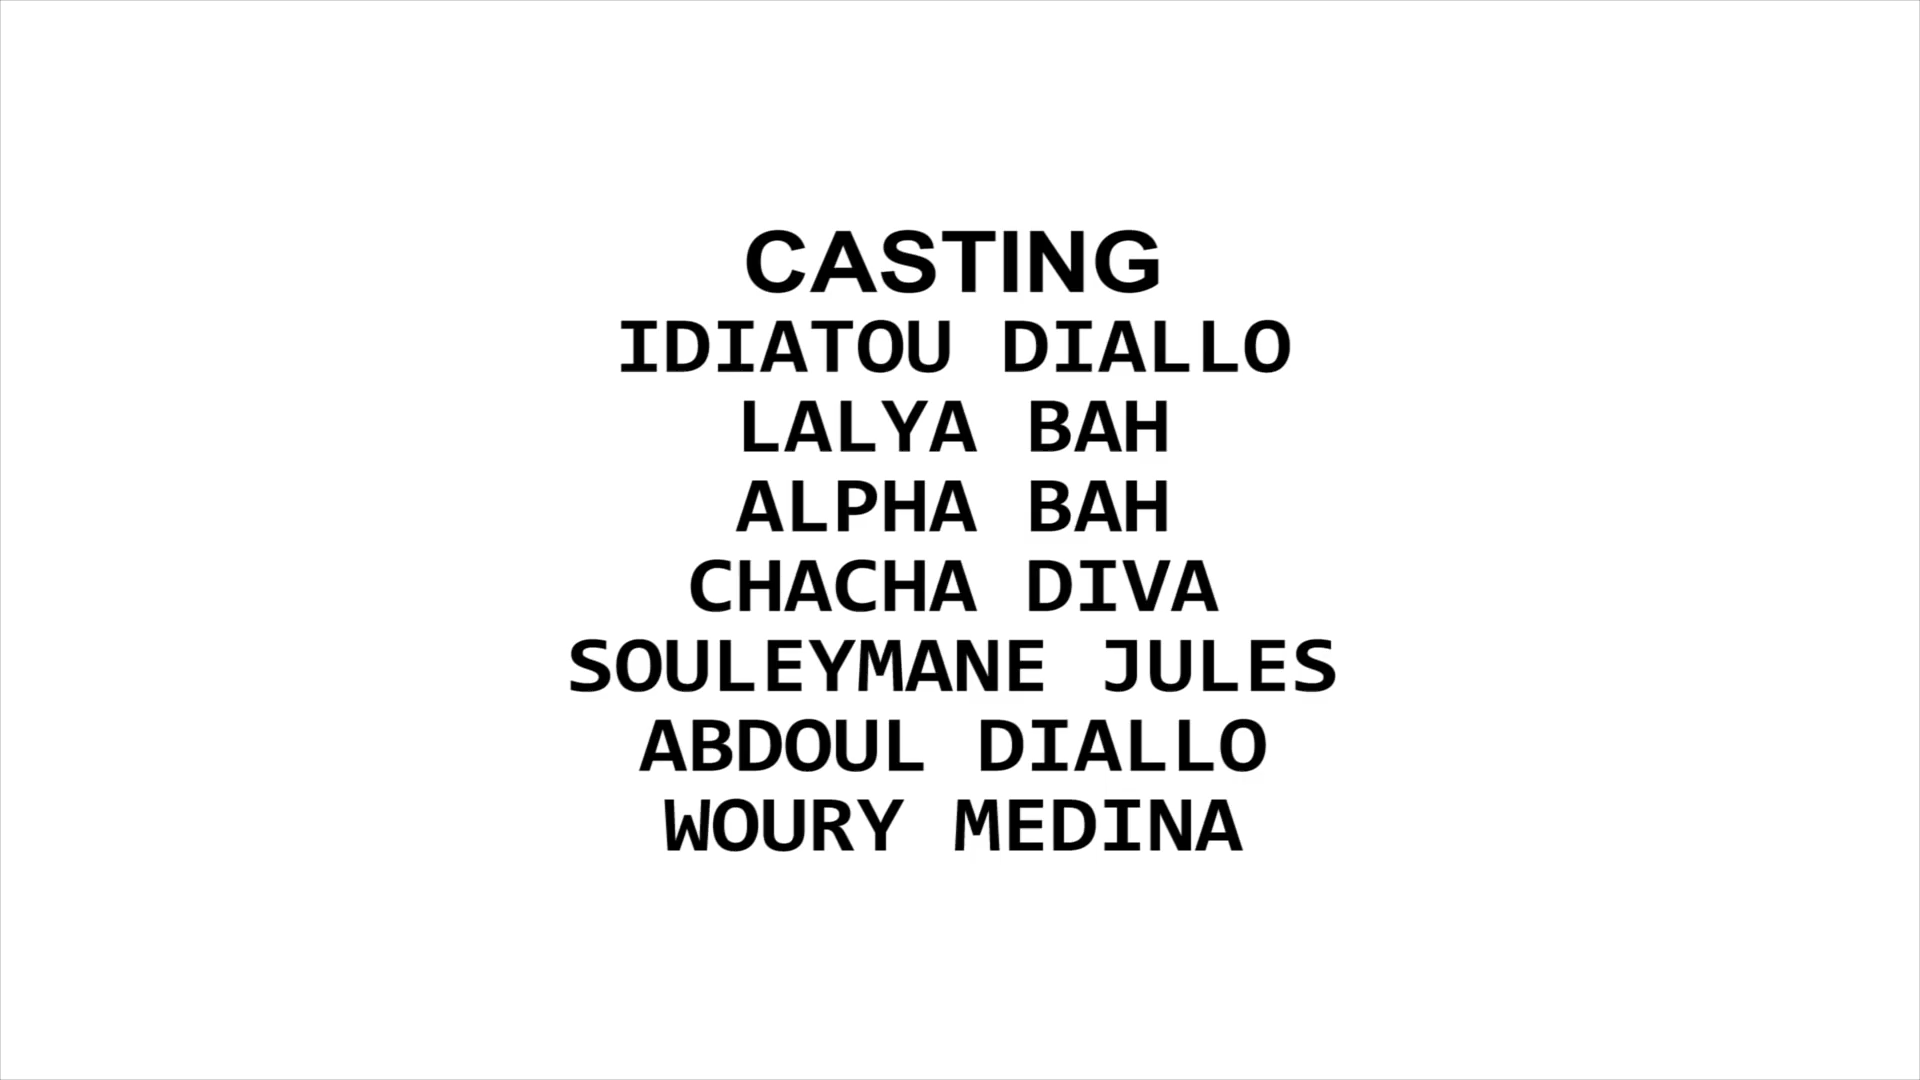 CASTING
IDIATOU DIALLO
LALYA BAH
ALPHA BAH
CHACHA DIVA
SOULEYMANE JULES
ABDOUL DIALLO
WOURY MEDINA